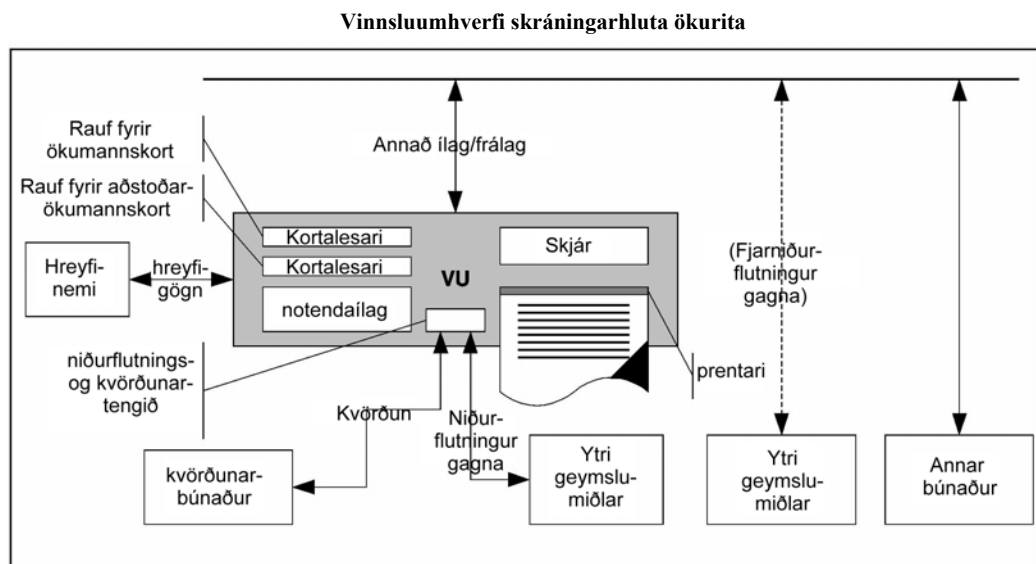 Vinnsluumhverfi skráningarhluta ökurita
Rauf fyrir
ökumannskort
Annað ílag/frálag
Rauf fyrir aðstoðar-
ökumannskort
Kortalesari
Skjár
Hreyfi-
nemi
hreyfi-
gögn
Kortalesari
VU
(Fjarniður-
flutningur
gagna)
notendaílag
niðurflutnings-
og kvörðunar-
tengið
prentari
Kvörðun
Niður-
flutningur
gagna
kvörðunar-
búnaður
Ytri
geymslu-
miðlar
Ytri
geymslu-
miðlar
Annar
búnaður